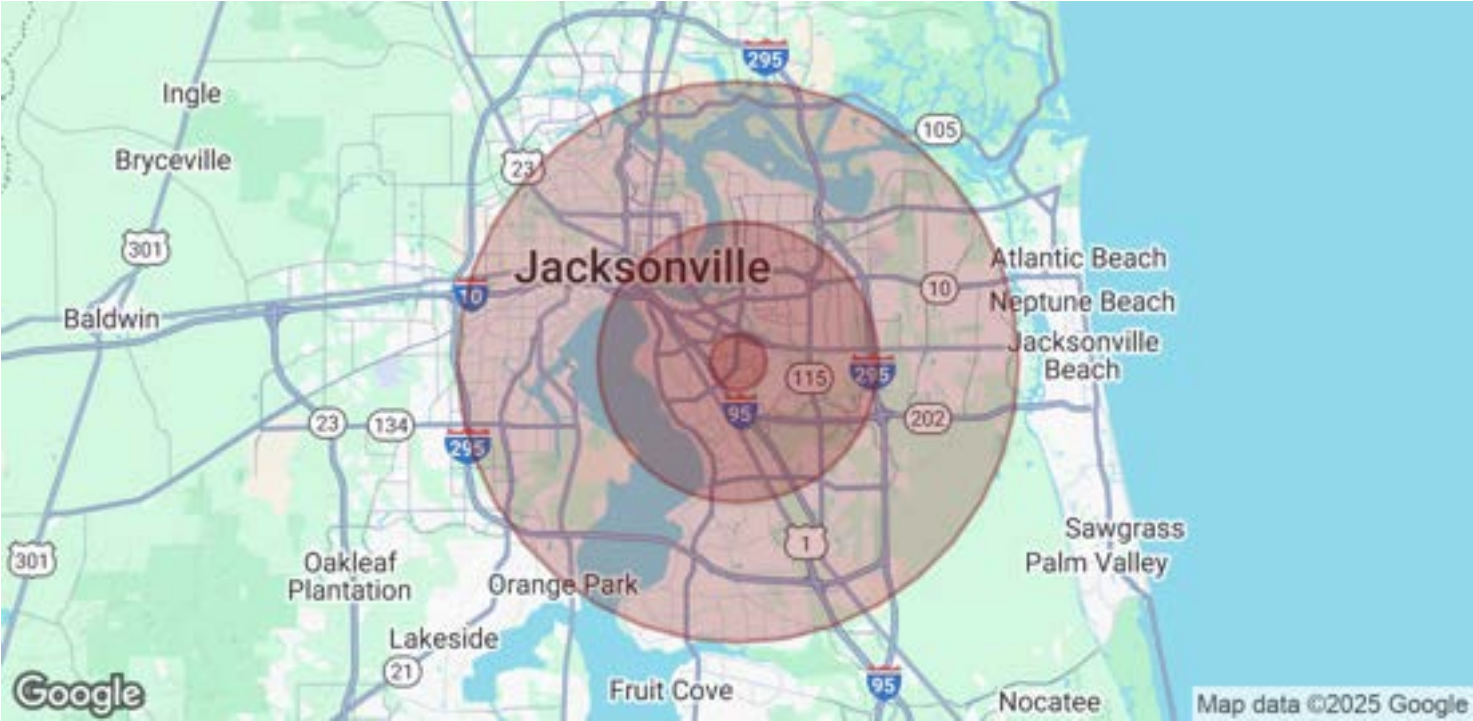 295
Ingle
105
Bryceville
23
301
Jacksonville
Atlantic Beach
10
10
Neptune Beach
Baldwin
Jacksonville
Beach
115
295
95
202
23
134
295
Sawgrass
1
301
Oakleaf
Plantation
Palm Valley
Orange Park
Lakeside
21
95
Fruit Cove
Nocatee
Google
Map data ©2025 Google